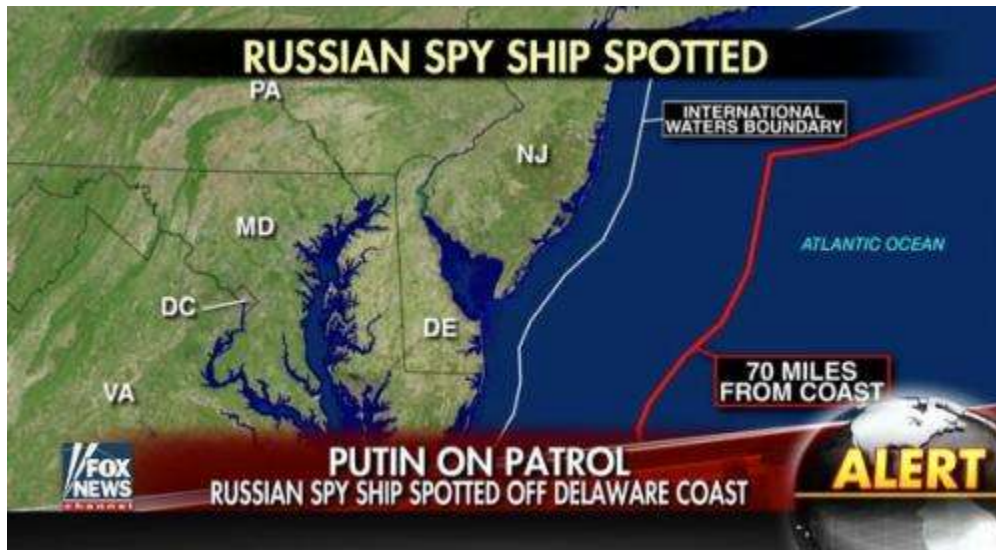 RUSSIAN SPY SHIP SPOTTED
PA
INTERNATIONAL
WATERS BOUNDARY
NJ
MD
ATLANTIC OCEAN
DC
DE
70 MILES
FROM COAST
VA
FOX
NEWS
channel
PUTIN ON PATROL
RUSSIAN SPY SHIP SPOTTED OFF DELAWARE COAST
ALERT